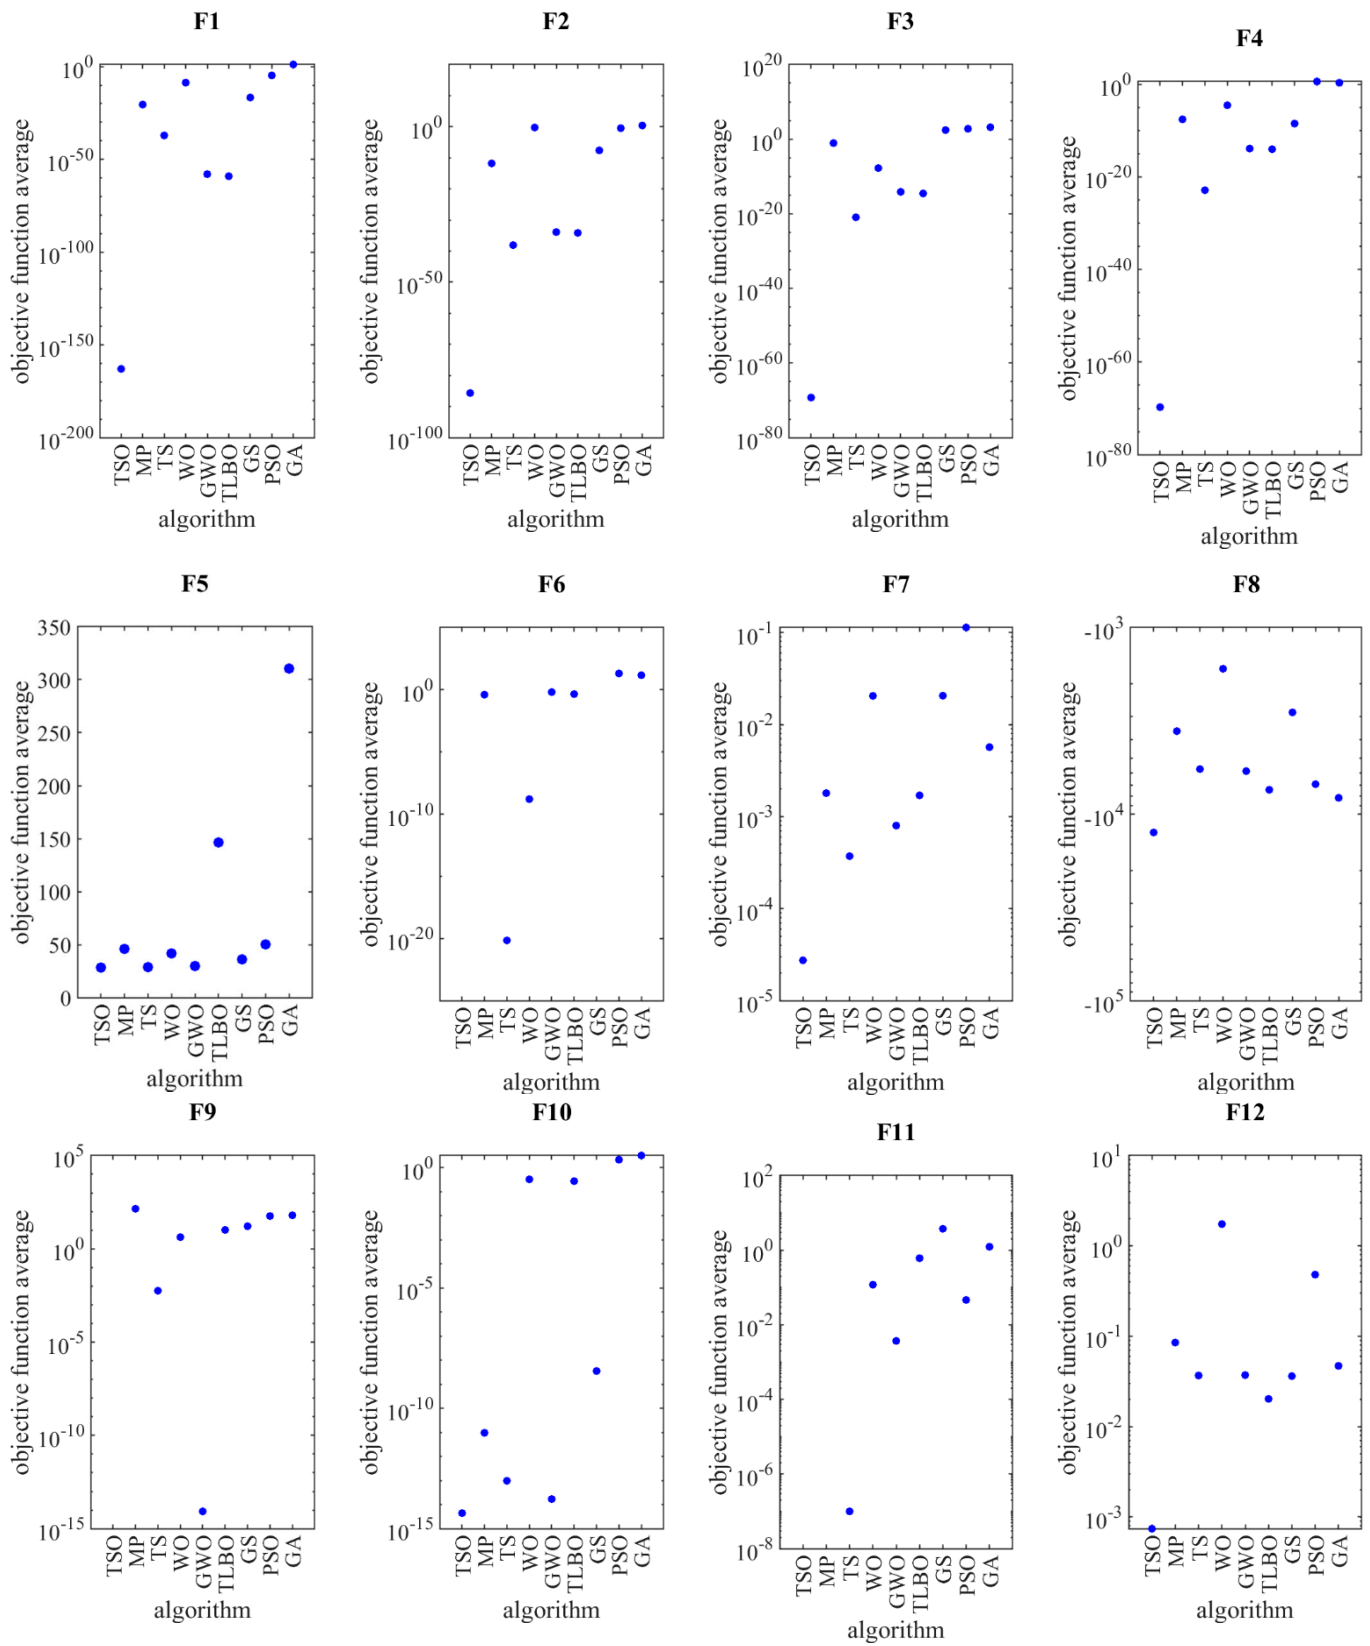 F1
objective function average
10^0
10^-50
10^-100
10^-150
10^-200
TSO
MP
TS
WO
GWO
TLBO
GS
PSO
GA
algorithm
F2
objective function average
10^0
10^-50
10^-100
TSO
MP
TS
WO
GWO
TLBO
GS
PSO
GA
algorithm
F3
objective function average
10^20
10^0
10^-20
10^-40
10^-60
10^-80
TSO
MP
TS
WO
GWO
TLBO
GS
PSO
GA
algorithm
F4
objective function average
10^0
10^-20
10^-40
10^-60
10^-80
TSO
MP
TS
WO
GWO
TLBO
GS
PSO
GA
algorithm
F5
objective function average
350
300
250
200
150
100
50
0
TSO
MP
TS
WO
GWO
TLBO
GS
PSO
GA
algorithm
F6
objective function average
10^0
10^-10
10^-20
TSO
MP
TS
WO
GWO
TLBO
GS
PSO
GA
algorithm
F7
objective function average
10^-1
10^-2
10^-3
10^-4
10^-5
TSO
MP
TS
WO
GWO
TLBO
GS
PSO
GA
algorithm
F8
objective function average
-10^3
-10^4
-10^5
TSO
MP
TS
WO
GWO
TLBO
GS
PSO
GA
algorithm
F9
objective function average
10^5
10^0
10^-5
10^-10
10^-15
TSO
MP
TS
WO
GWO
TLBO
GS
PSO
GA
algorithm
F10
objective function average
10^0
10^-5
10^-10
10^-15
TSO
MP
TS
WO
GWO
TLBO
GS
PSO
GA
algorithm
F11
objective function average
10^2
10^0
10^-2
10^-4
10^-6
10^-8
TSO
MP
TS
WO
GWO
TLBO
GS
PSO
GA
algorithm
F12
objective function average
10^1
10^0
10^-1
10^-2
10^-3
TSO
MP
TS
WO
GWO
TLBO
GS
PSO
GA
algorithm